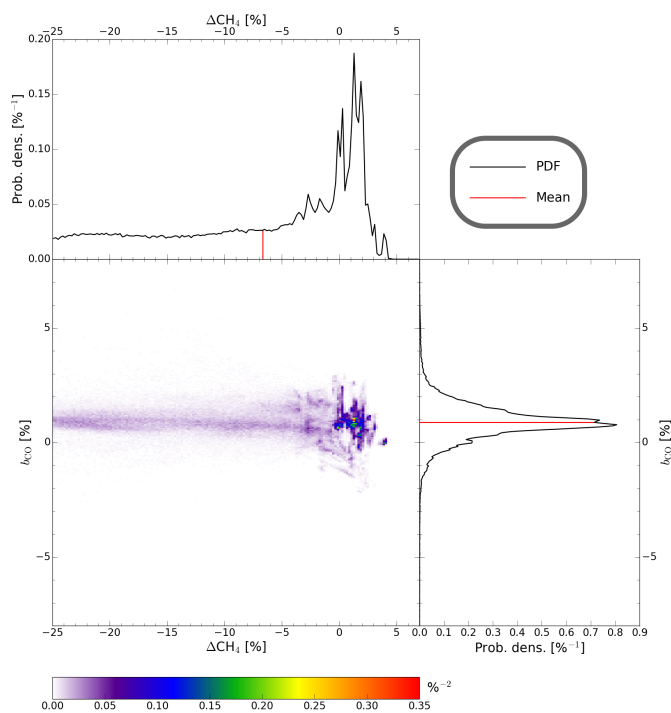 ΔCH₄ [%]
−25 −20 −15 −10 −5 0 5
0.20
0.15
0.10
0.05
0.00
Prob. dens. [%⁻¹]
PDF
Mean
5
0
−5
b_CO [%]
−25 −20 −15 −10 −5 0 5
ΔCH₄ [%]
5
0
−5
b_CO [%]
0.0 0.1 0.2 0.3 0.4 0.5 0.6 0.7 0.8 0.9
Prob. dens. [%⁻¹]
%⁻²
0.00 0.05 0.10 0.15 0.20 0.25 0.30 0.35